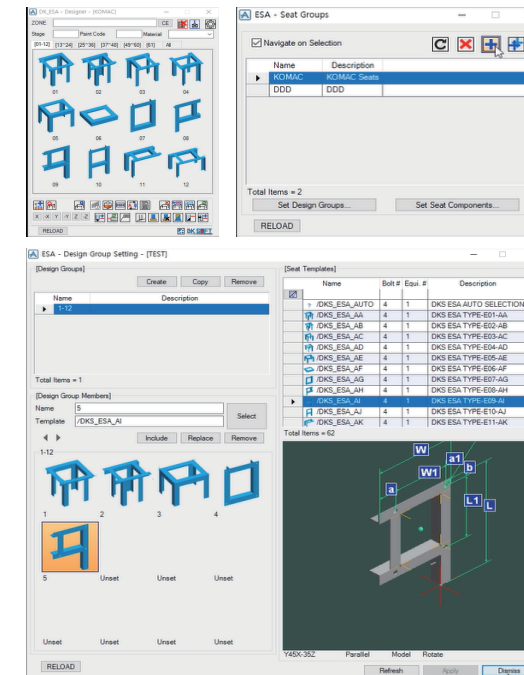 DK_ESA - Designer - [KOMAC]
ZONE
CE
Stage
Paint Code
Material
[01-12] [13~24] [25~36] [37~48] [49~60] [61] All
01 02 03 04
05 06 07 08
09 10 11 12
-X X -Y Y -Z Z
RELOAD
DKSOFT
ESA - Seat Groups
Navigate on Selection
Name Description
KOMAC KOMAC Seats
DDD DDD
Total Items = 2
Set Design Groups...
Set Seat Components...
RELOAD
ESA - Design Group Setting - [TEST]
[Design Groups]
Create Copy Remove
Name Description
1-12
Total Items = 1
[Design Group Members]
Name 5
Template /DKS_ESA_AI
Select
Include Replace Remove
1-12
1 2 3 4
5 Unset Unset Unset
Unset Unset Unset Unset
RELOAD
[Seat Templates]
Name Bolt # Equi. # Description
? /DKS_ESA_AUTO 4 1 DKS ESA AUTO SELECTION
/DKS_ESA_AA 4 1 DKS ESA TYPE-E01-AA
/DKS_ESA_AB 4 1 DKS ESA TYPE-E02-AB
/DKS_ESA_AC 4 1 DKS ESA TYPE-E03-AC
/DKS_ESA_AD 4 1 DKS ESA TYPE-E04-AD
/DKS_ESA_AE 4 1 DKS ESA TYPE-E05-AE
/DKS_ESA_AF 4 1 DKS ESA TYPE-E06-AF
/DKS_ESA_AG 4 1 DKS ESA TYPE-E07-AG
/DKS_ESA_AH 4 1 DKS ESA TYPE-E08-AH
/DKS_ESA_AI 4 1 DKS ESA TYPE-E09-AI
/DKS_ESA_AJ 4 1 DKS ESA TYPE-E10-AJ
/DKS_ESA_AK 4 1 DKS ESA TYPE-E11-AK
Total Items = 62
W
a1
W1
b
a
L1
L
Y45X-35Z Parallel Model Rotate
Refresh Apply Dismiss